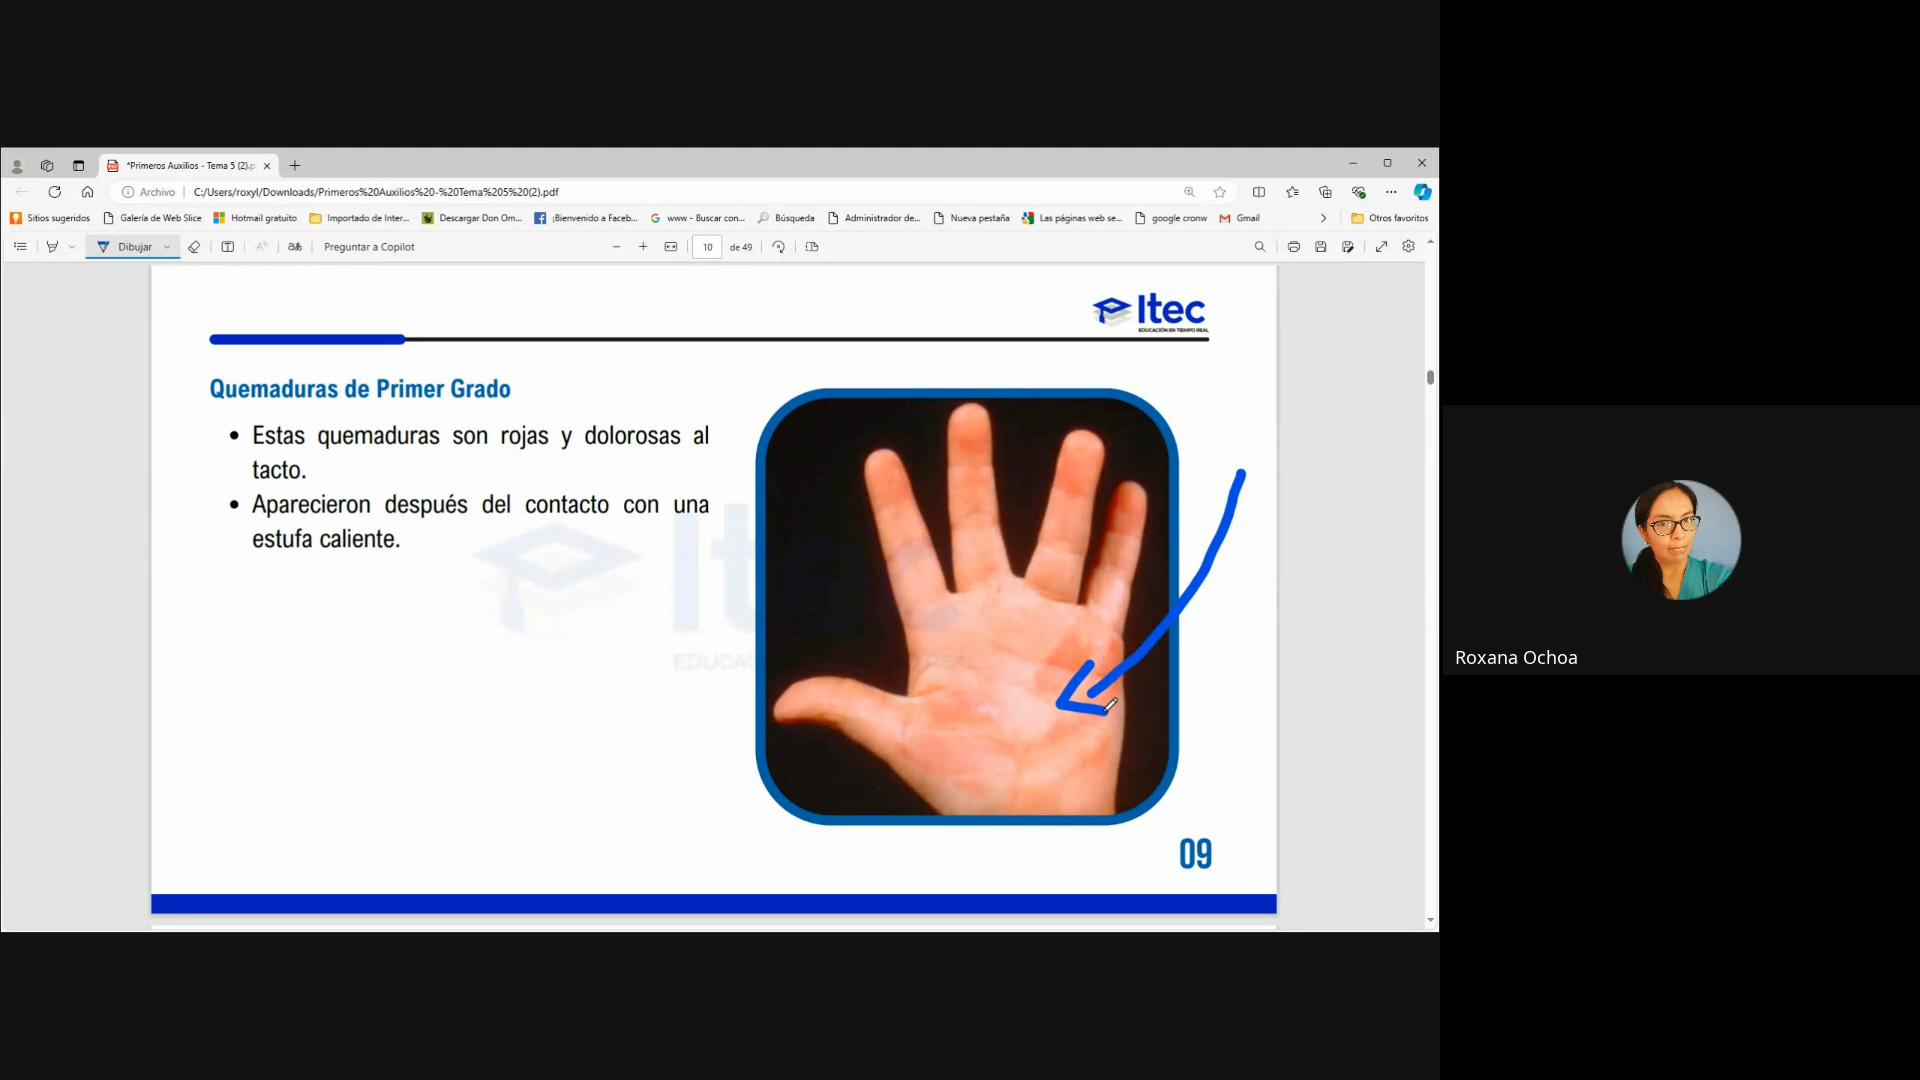 *Primeros Auxilios - Tema 5 (2).p
Archivo
C:/Users/roxyl/Downloads/Primeros%20Auxilios%20-%20Tema%205%20(2).pdf
Sitios sugeridos
Galería de Web Slice
Hotmail gratuito
Importado de Inter...
Descargar Don Om...
¡Bienvenido a Faceb...
www - Buscar con...
Búsqueda
Administrador de...
Nueva pestaña
Las páginas web se...
google cronw
Gmail
Otros favoritos
Dibujar
Preguntar a Copilot
10 de 49
Itec
EDUCACIÓN EN TIEMPO REAL
Quemaduras de Primer Grado
• Estas quemaduras son rojas y dolorosas al
tacto.
• Aparecieron después del contacto con una
estufa caliente.
09
Roxana Ochoa